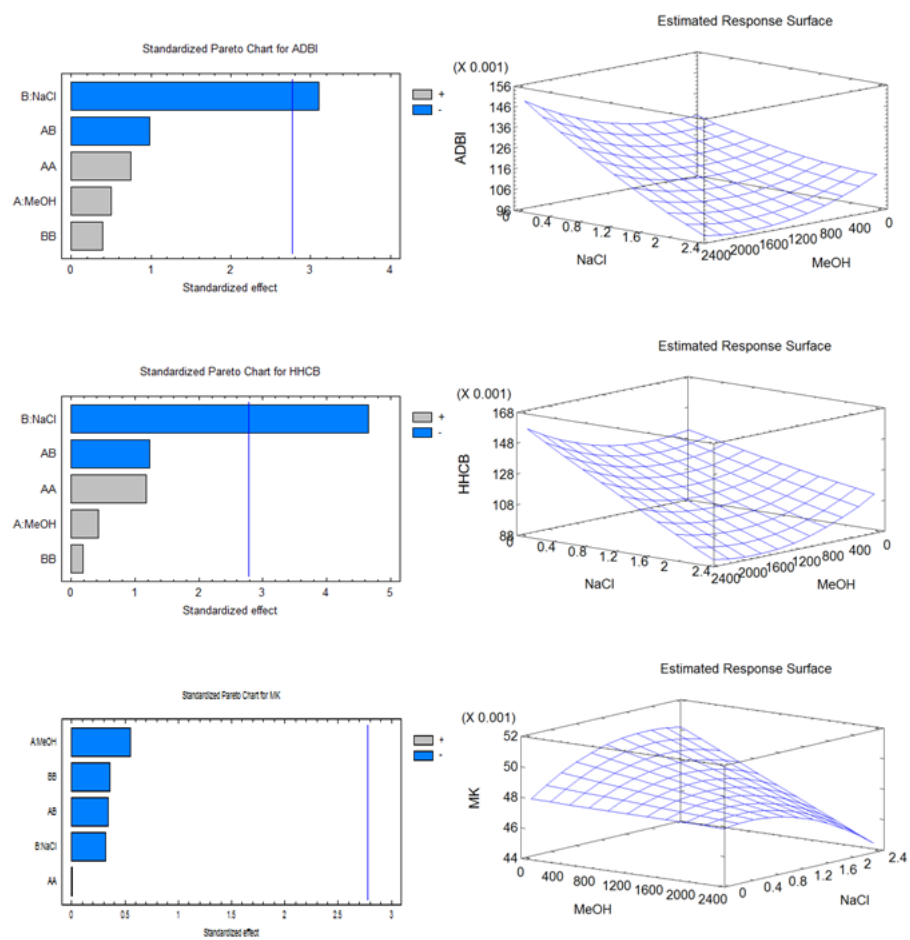 Standardized Pareto Chart for ADBI
B:NaCl
AB
AA
A:MeOH
BB
+
-
0 1 2 3 4
Standardized effect
Estimated Response Surface
(X 0.001)
156
146
136
126
116
106
96
ADBI
0 0.4 0.8 1.2 1.6 2 2.4
NaCl
2400 2000 1600 1200 800 400 0
MeOH
Standardized Pareto Chart for HHCB
B:NaCl
AB
AA
A:MeOH
BB
+
-
0 1 2 3 4 5
Standardized effect
Estimated Response Surface
(X 0.001)
168
148
128
108
88
HHCB
0 0.4 0.8 1.2 1.6 2 2.4
NaCl
2400 2000 1600 1200 800 400 0
MeOH
Standardized Pareto Chart for MK
A:MeOH
BB
AB
B:NaCl
AA
+
-
0 0.5 1 1.5 2 2.5 3
Standardized effect
Estimated Response Surface
(X 0.001)
52
50
48
46
44
MK
0 400 800 1200 1600 2000 2400
MeOH
0 0.4 0.8 1.2 1.6 2 2.4
NaCl